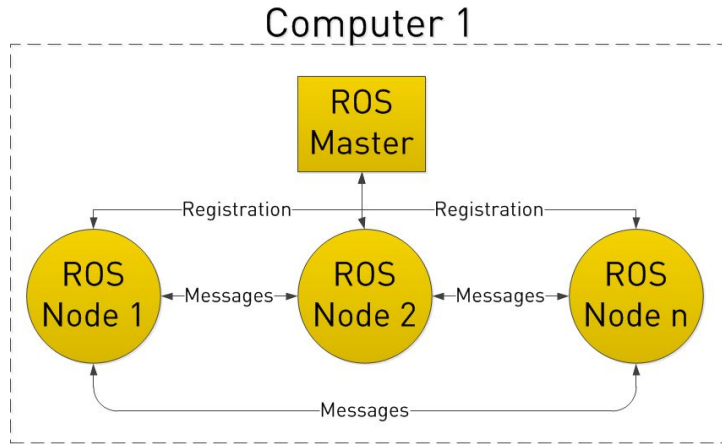 Computer 1
ROS
Master
Registration
Registration
ROS
Node 1
Messages
ROS
Node 2
Messages
ROS
Node n
Messages